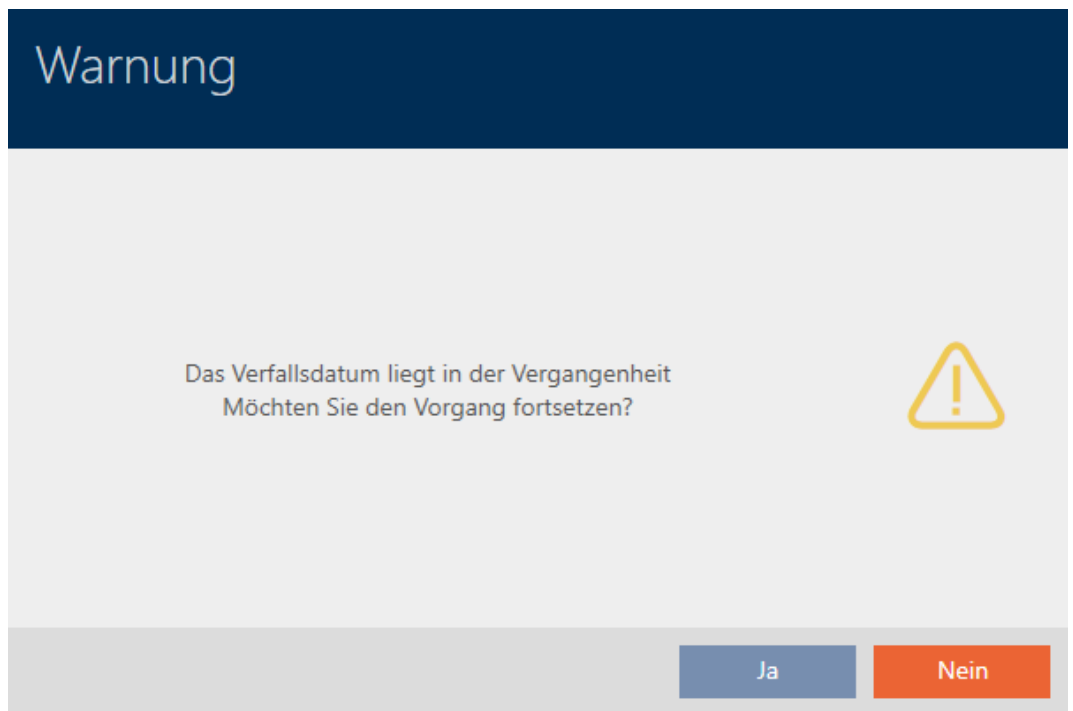 Warnung
Das Verfallsdatum liegt in der Vergangenheit
Möchten Sie den Vorgang fortsetzen?
Ja
Nein